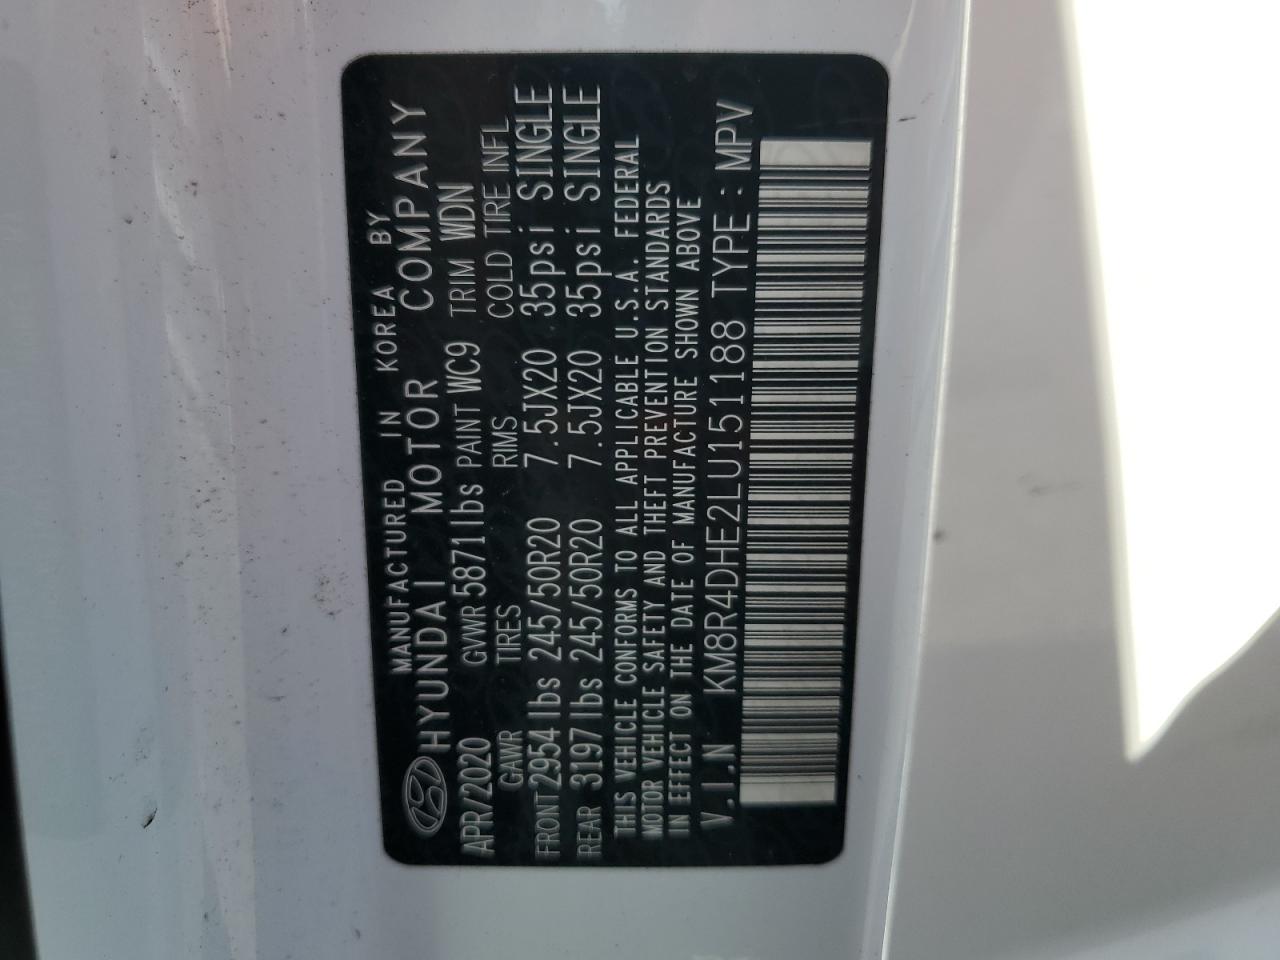 MANUFACTURED IN KOREA BY
HYUNDAI MOTOR COMPANY
APR/2020 GVWR 5871lbs PAINT WC9 TRIM WDN
GAWR TIRES RIMS COLD TIRE INFL
FRONT 2954lbs 245/50R20 7.5JX20 35psi SINGLE
REAR 3197lbs 245/50R20 7.5JX20 35psi SINGLE
THIS VEHICLE CONFORMS TO ALL APPLICABLE U.S.A. FEDERAL
MOTOR VEHICLE SAFETY AND THEFT PREVENTION STANDARDS
IN EFFECT ON THE DATE OF MANUFACTURE SHOWN ABOVE
V.I.N KM8R4DHE2LU151188 TYPE : MPV